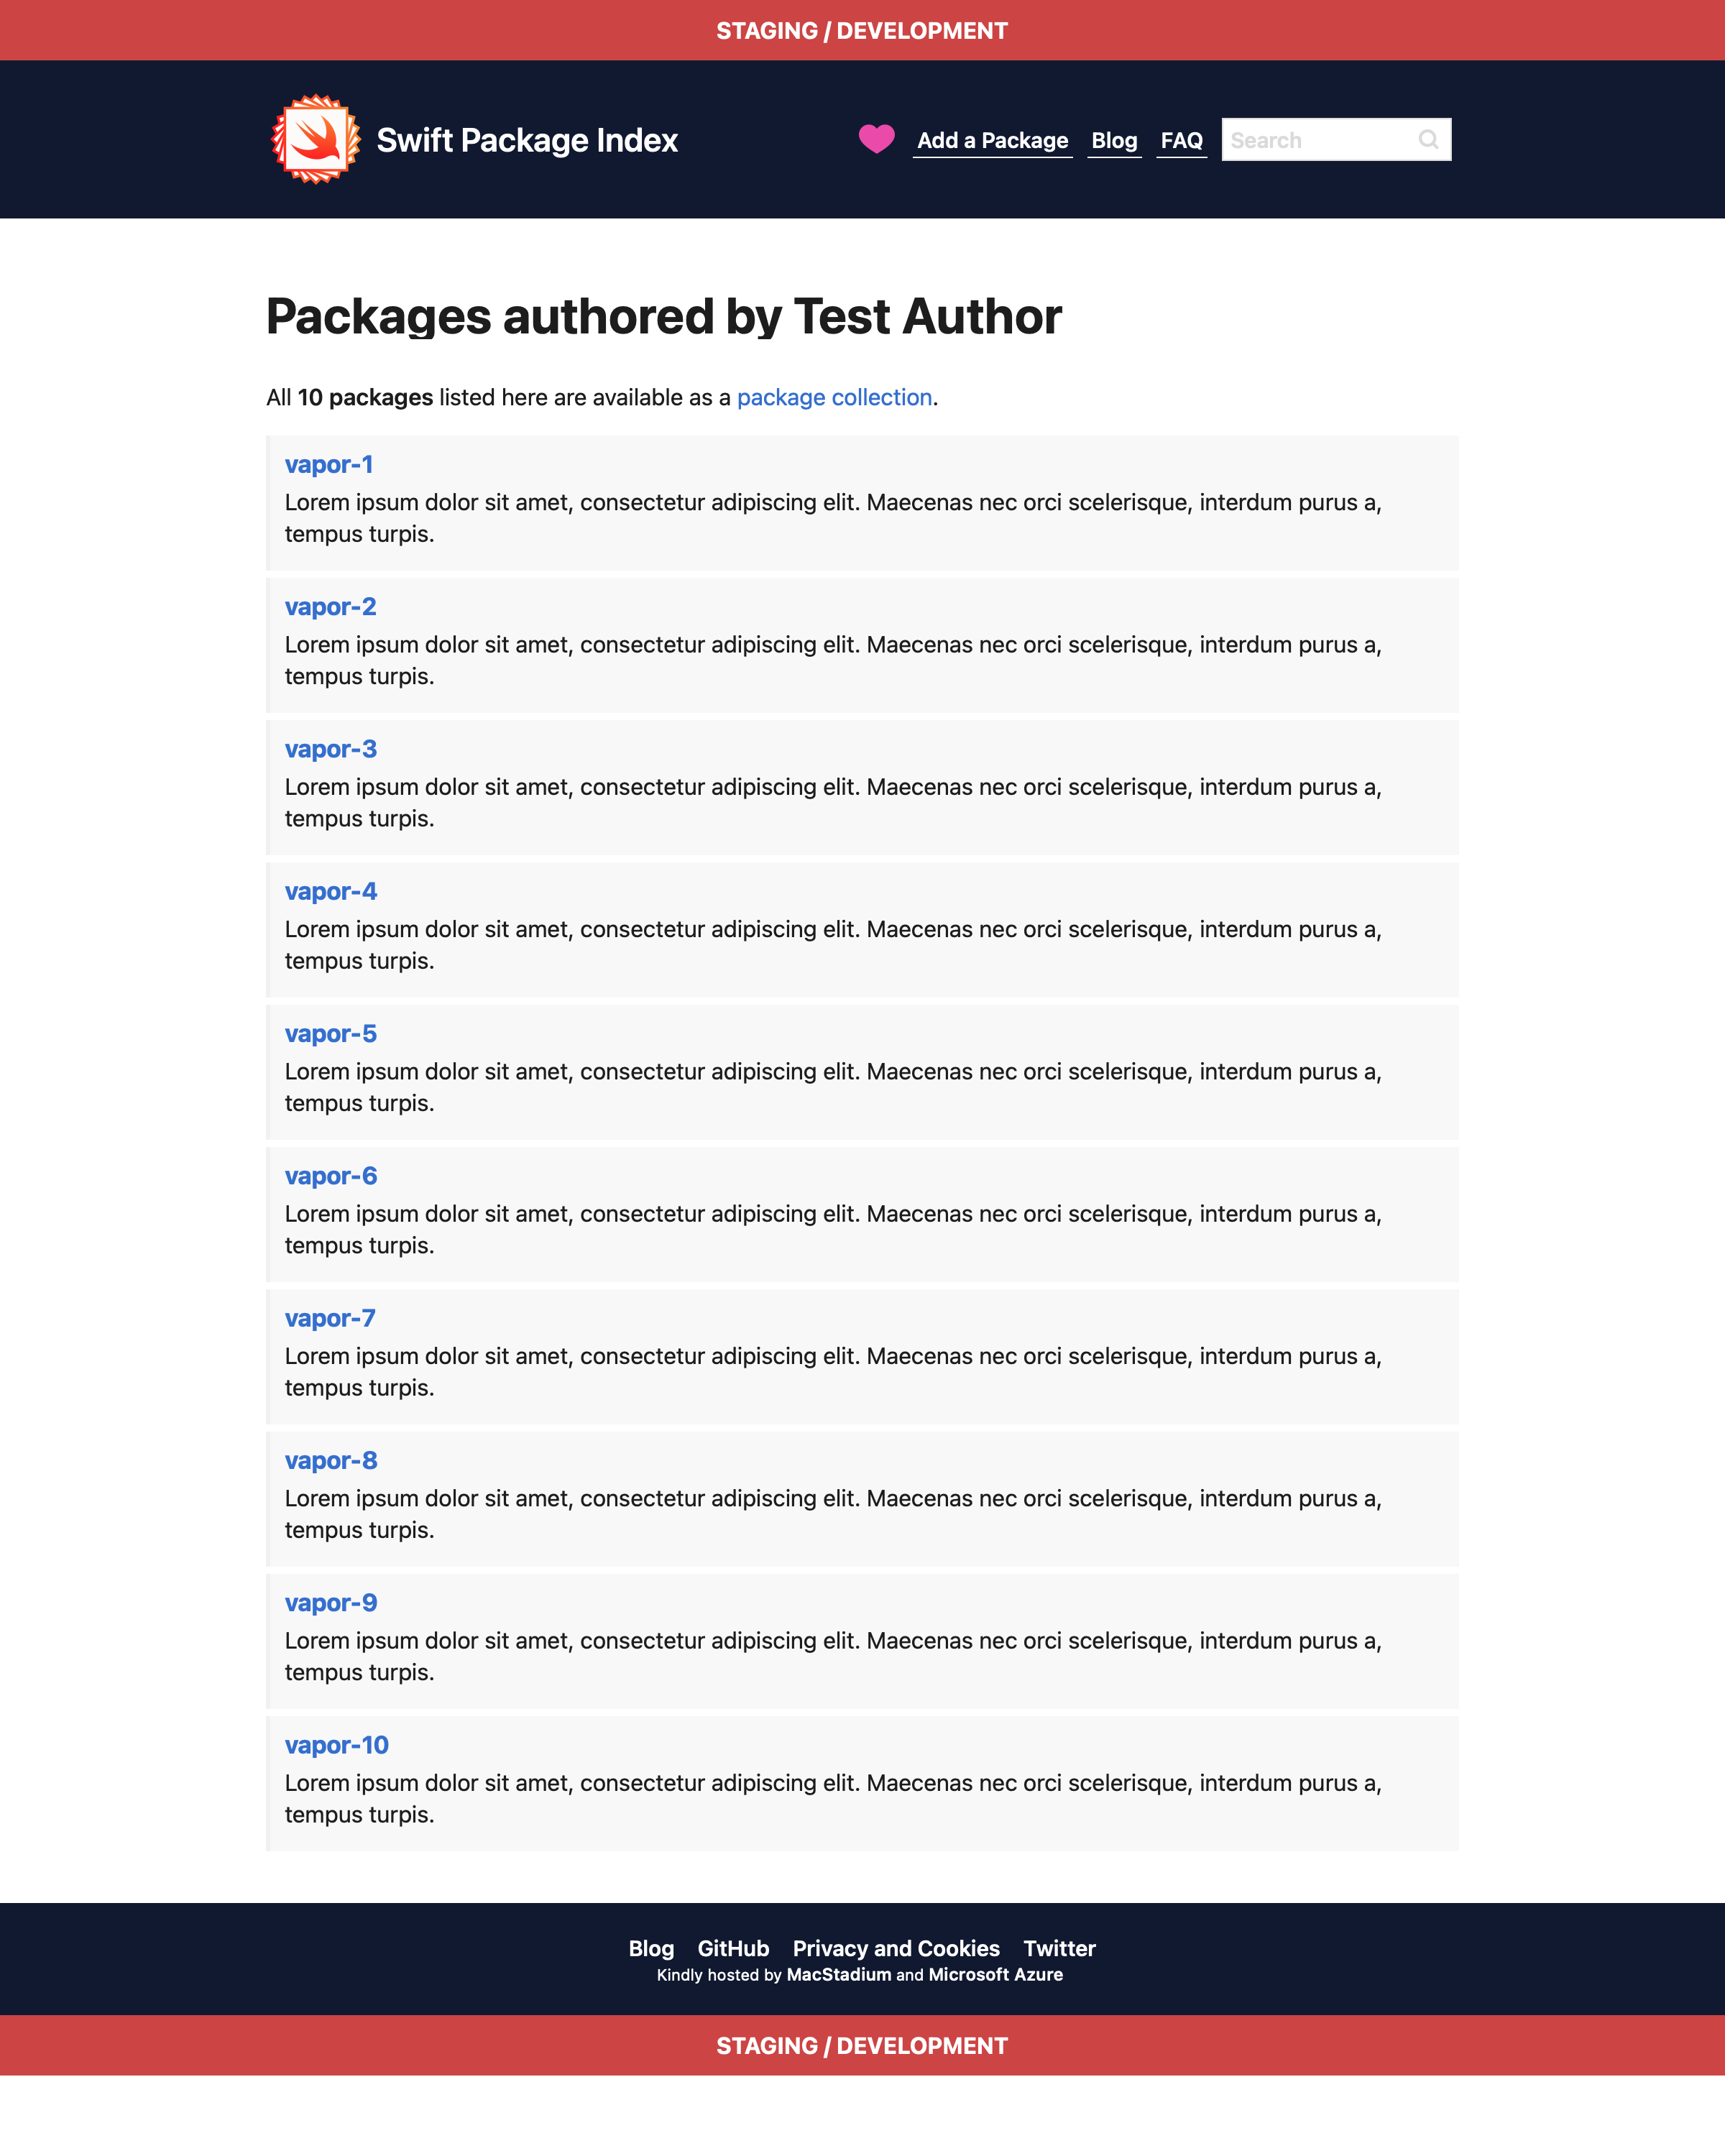 STAGING / DEVELOPMENT
Swift Package Index
Add a Package Blog FAQ Search
Packages authored by Test Author
All 10 packages listed here are available as a package collection.
vapor-1
Lorem ipsum dolor sit amet, consectetur adipiscing elit. Maecenas nec orci scelerisque, interdum purus a,
tempus turpis.
vapor-2
Lorem ipsum dolor sit amet, consectetur adipiscing elit. Maecenas nec orci scelerisque, interdum purus a,
tempus turpis.
vapor-3
Lorem ipsum dolor sit amet, consectetur adipiscing elit. Maecenas nec orci scelerisque, interdum purus a,
tempus turpis.
vapor-4
Lorem ipsum dolor sit amet, consectetur adipiscing elit. Maecenas nec orci scelerisque, interdum purus a,
tempus turpis.
vapor-5
Lorem ipsum dolor sit amet, consectetur adipiscing elit. Maecenas nec orci scelerisque, interdum purus a,
tempus turpis.
vapor-6
Lorem ipsum dolor sit amet, consectetur adipiscing elit. Maecenas nec orci scelerisque, interdum purus a,
tempus turpis.
vapor-7
Lorem ipsum dolor sit amet, consectetur adipiscing elit. Maecenas nec orci scelerisque, interdum purus a,
tempus turpis.
vapor-8
Lorem ipsum dolor sit amet, consectetur adipiscing elit. Maecenas nec orci scelerisque, interdum purus a,
tempus turpis.
vapor-9
Lorem ipsum dolor sit amet, consectetur adipiscing elit. Maecenas nec orci scelerisque, interdum purus a,
tempus turpis.
vapor-10
Lorem ipsum dolor sit amet, consectetur adipiscing elit. Maecenas nec orci scelerisque, interdum purus a,
tempus turpis.
Blog GitHub Privacy and Cookies Twitter
Kindly hosted by MacStadium and Microsoft Azure
STAGING / DEVELOPMENT